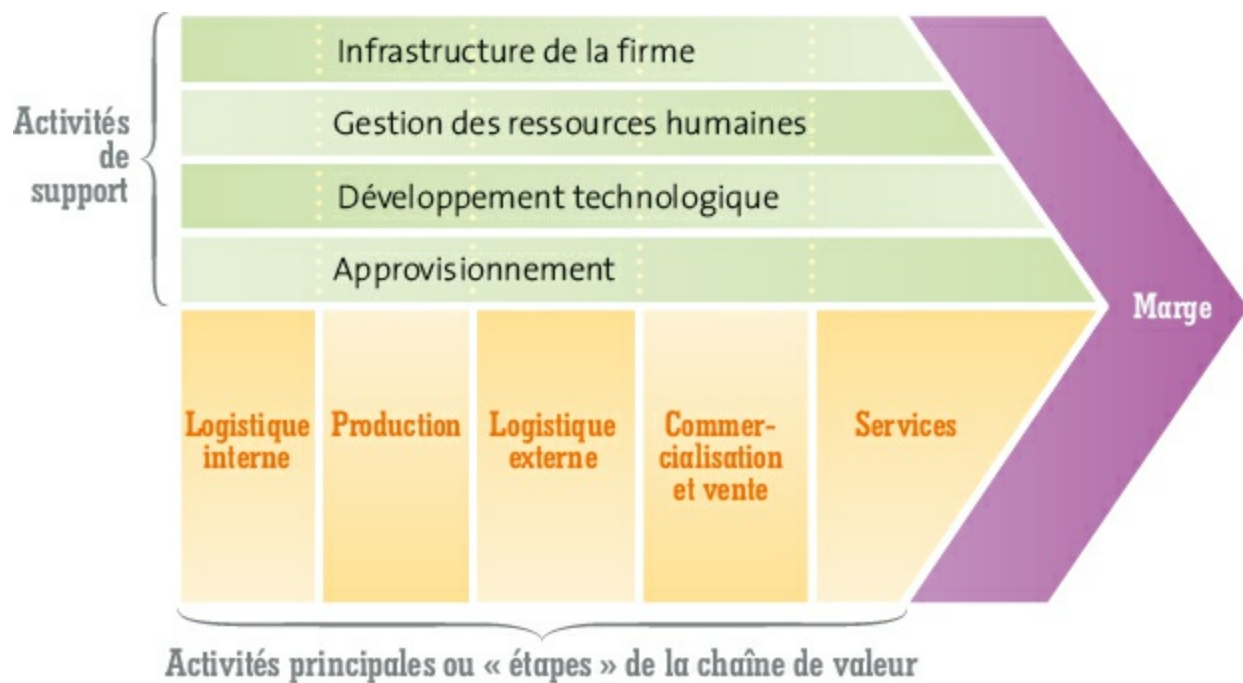 Infrastructure de la firme
Activités
de
support
Gestion des ressources humaines
Développement technologique
Approvisionnement
Marge
Logistique
interne
Production
Logistique
externe
Commer-
cialisation
et vente
Services
Activités principales ou « étapes » de la chaîne de valeur